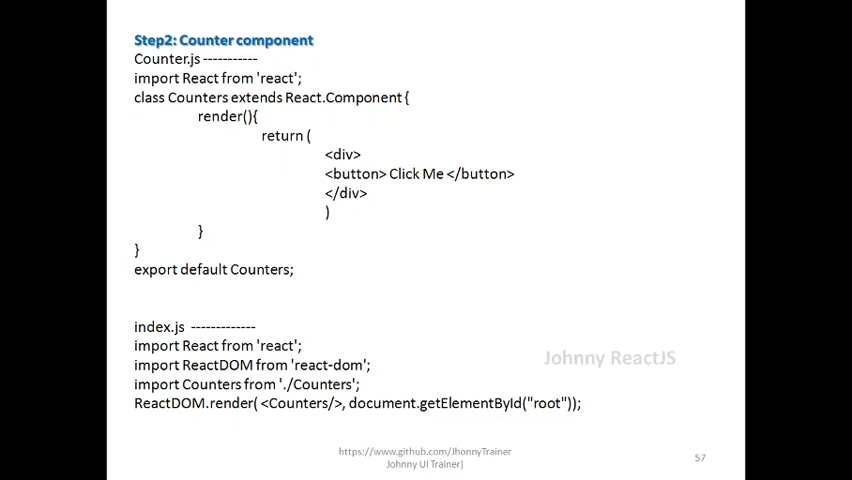 Step2: Counter component
Counter.js -----------
import React from 'react';
class Counters extends React.Component {
render(){
return (
<div>
<button> Click Me </button>
</div>
)
}
}
export default Counters;
index.js -------------
import React from 'react';
import ReactDOM from 'react-dom';
import Counters from './Counters';
ReactDOM.render( <Counters/>, document.getElementById("root"));
Johnny ReactJS
https://www.github.com/JhonnyTrainer
Johnny UI Trainer)
57